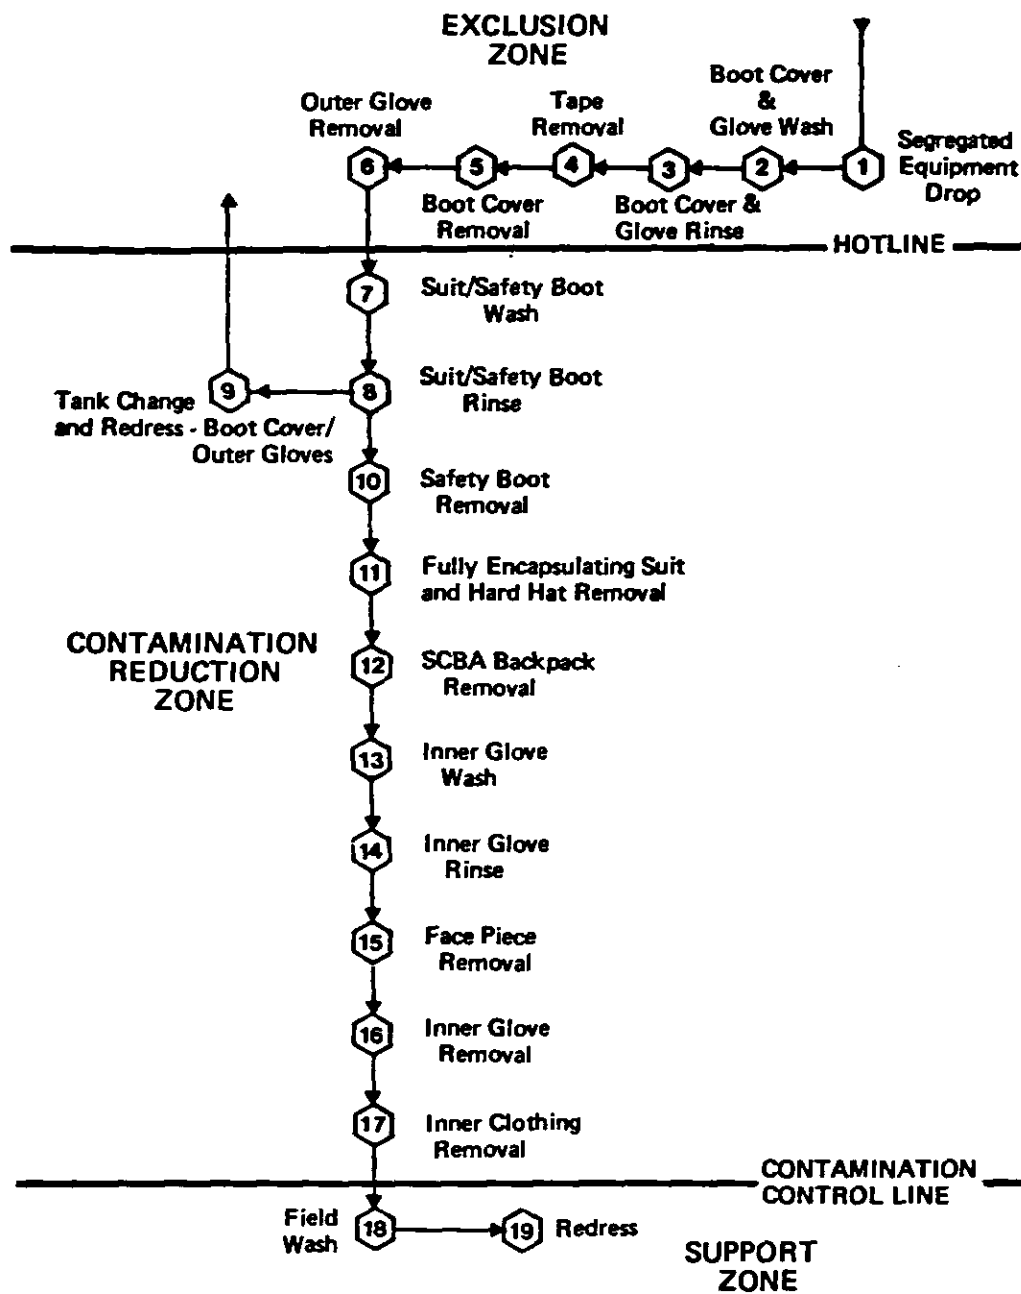 EXCLUSION
ZONE
Boot Cover
&
Glove Wash
Outer Glove
Removal
Tape
Removal
6
5
4
3
2
1
Segregated
Equipment
Drop
Boot Cover
Removal
Boot Cover &
Glove Rinse
HOTLINE
7
Suit/Safety Boot
Wash
9
8
Suit/Safety Boot
Rinse
Tank Change
and Redress - Boot Cover/
Outer Gloves
10
Safety Boot
Removal
11
Fully Encapsulating Suit
and Hard Hat Removal
CONTAMINATION
REDUCTION
ZONE
12
SCBA Backpack
Removal
13
Inner Glove
Wash
14
Inner Glove
Rinse
15
Face Piece
Removal
16
Inner Glove
Removal
17
Inner Clothing
Removal
CONTAMINATION
CONTROL LINE
Field
Wash
18
19
Redress
SUPPORT
ZONE